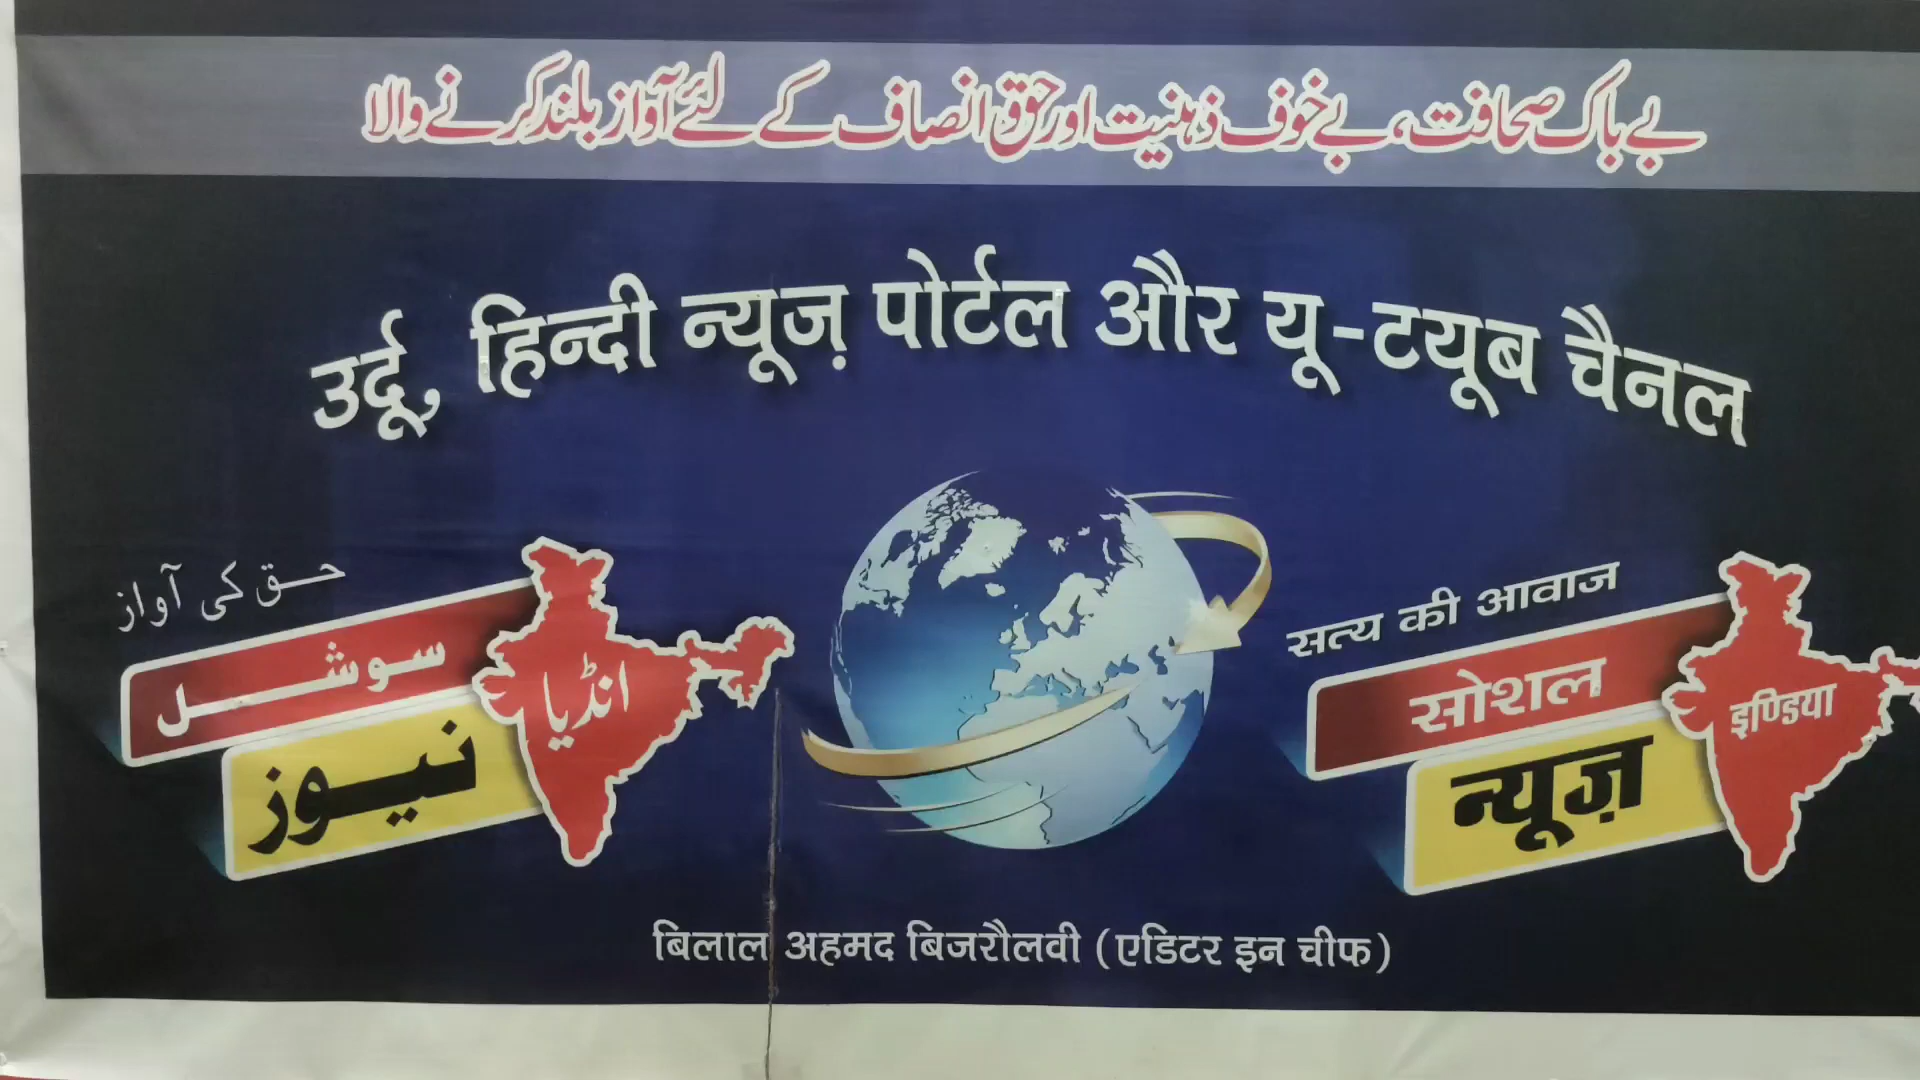 بے باک صحافت، بے خوف ذہنیت اور حق انصاف کے لئے آواز بلند کرنے والا
उर्दू, हिन्दी न्यूज़ पोर्टल और यू-टयूब चैनल
حق کی آواز
سوشل
نیوز
انڈیا
सत्य की आवाज
सोशल
न्यूज़
इण्डिया
बिलाल अहमद बिजरौलवी (एडिटर इन चीफ)